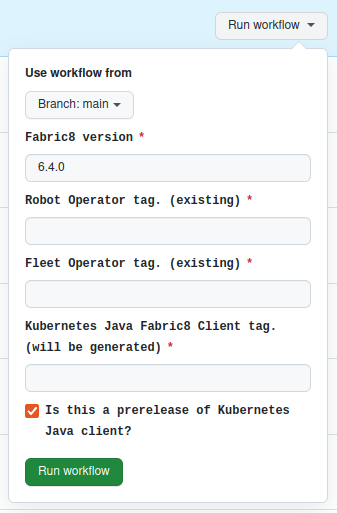 Run workflow
Use workflow from
Branch: main
Fabric8 version *
6.4.0
Robot Operator tag. (existing) *
Fleet Operator tag. (existing) *
Kubernetes Java Fabric8 Client tag.
(will be generated) *
Is this a prerelease of Kubernetes
Java client?
Run workflow